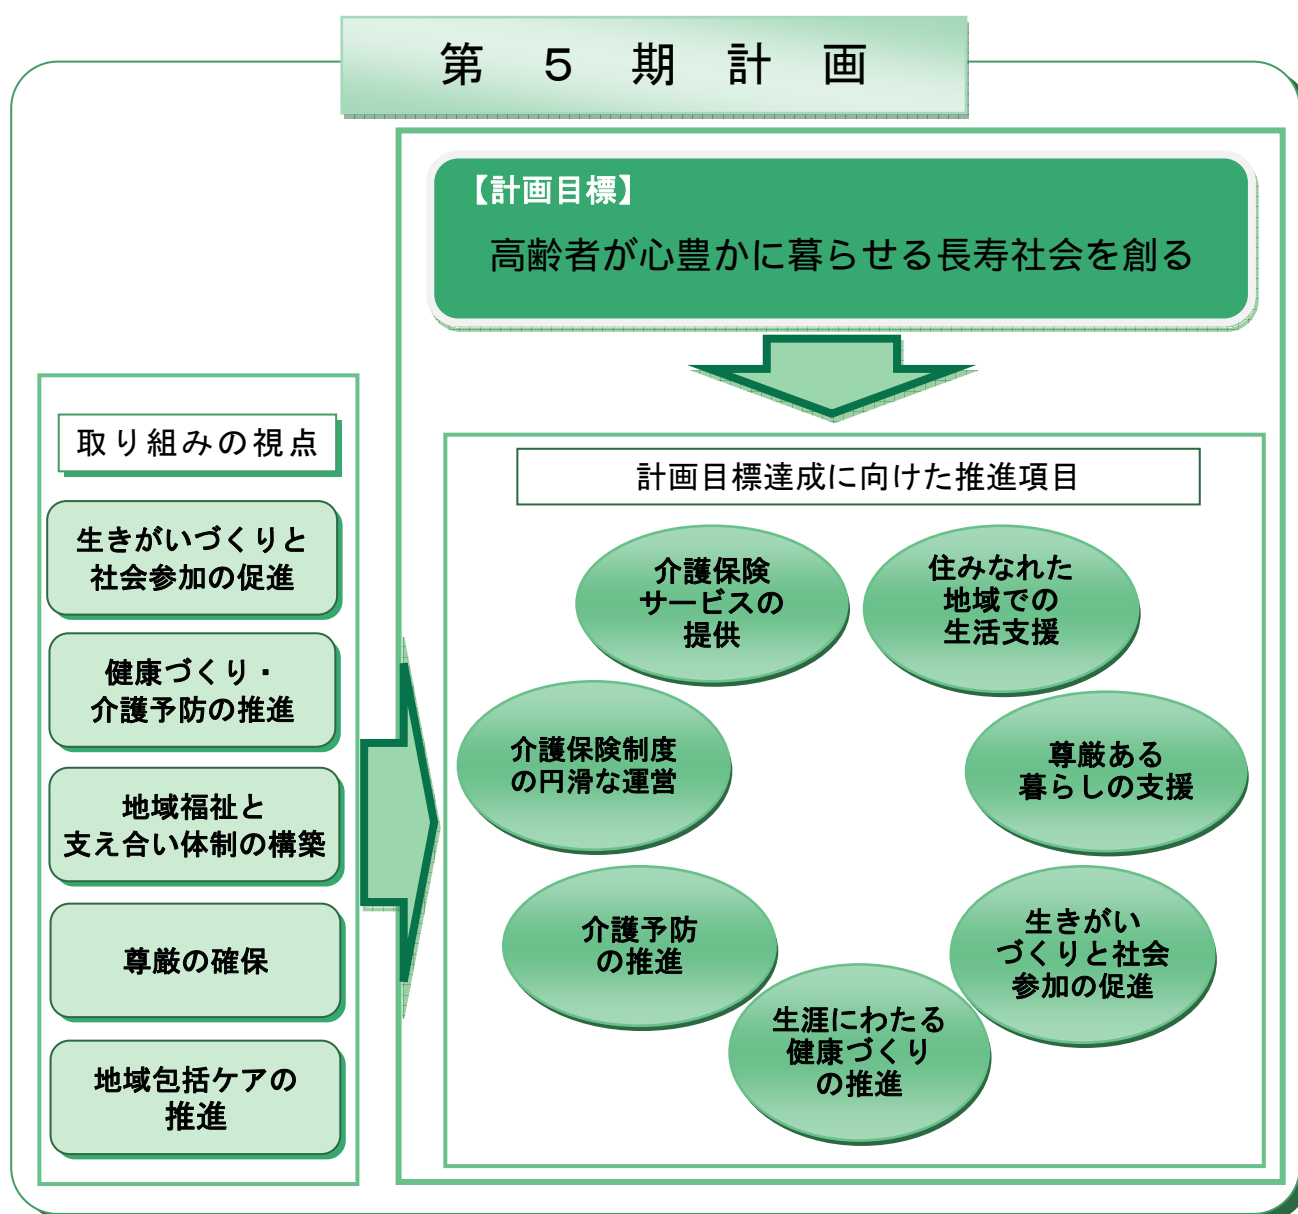 第５期計画
【計画目標】
高齢者が心豊かに暮らせる長寿社会を創る
取り組みの視点
生きがいづくりと
社会参加の促進
健康づくり・
介護予防の推進
地域福祉と
支え合い体制の構築
尊厳の確保
地域包括ケアの
推進
計画目標達成に向けた推進項目
介護保険
サービスの
提供
住みなれた
地域での
生活支援
介護保険制度
の円滑な運営
尊厳ある
暮らしの支援
介護予防
の推進
生きがい
づくりと社会
参加の促進
生涯にわたる
健康づくり
の推進